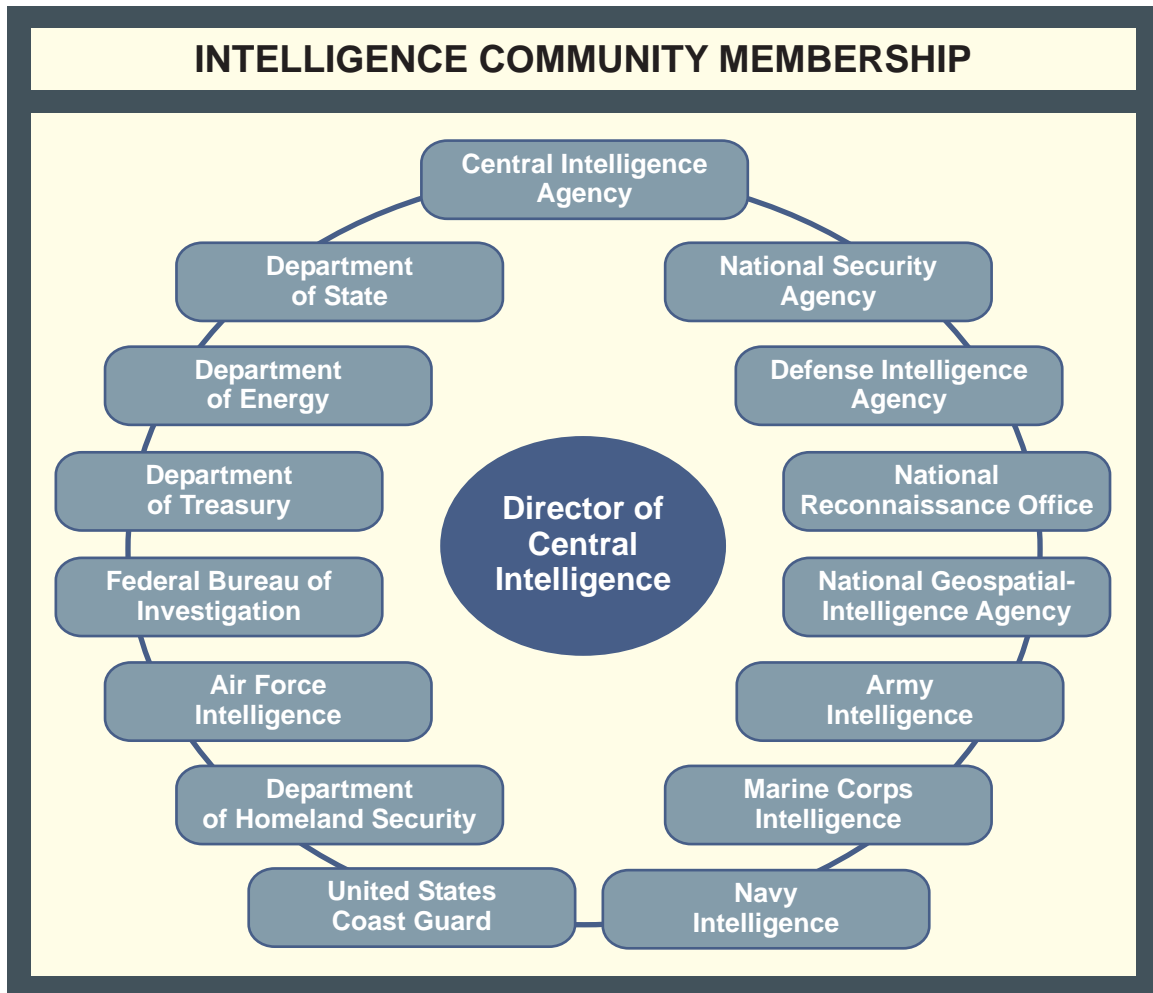 INTELLIGENCE COMMUNITY MEMBERSHIP
Central Intelligence
Agency
Department
of State
National Security
Agency
Department
of Energy
Defense Intelligence
Agency
Department
of Treasury
National
Reconnaissance Office
Director of
Central
Intelligence
Federal Bureau of
Investigation
National Geospatial-
Intelligence Agency
Air Force
Intelligence
Army
Intelligence
Department
of Homeland Security
Marine Corps
Intelligence
United States
Coast Guard
Navy
Intelligence